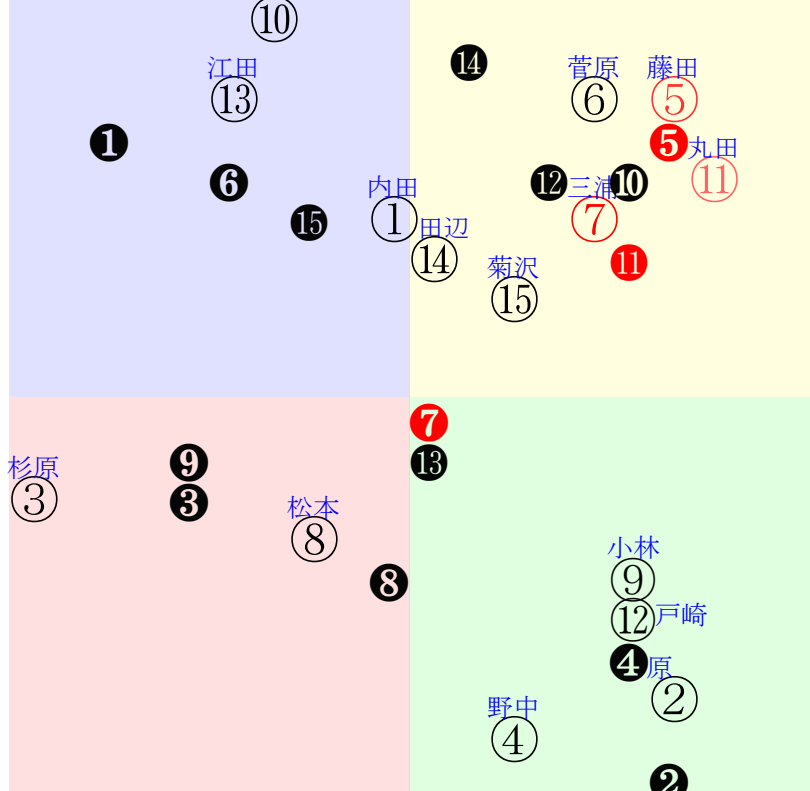 ⑩
⓮
江田 菅原 藤田
⑬ ⑥ ⑤
❶ ❺ 丸田
❻ 内田 ⓬ 三浦 ❿ ⑪
⓯ ① 田辺 ⑦
⑭ 菊沢 ⓫
⑮
❼
杉原 ❾ ⓭
③ ❸ 松本
⑧ 小林
❽ ⑨
⑫ 戸崎
❹ 原
野中 ②
④
❷